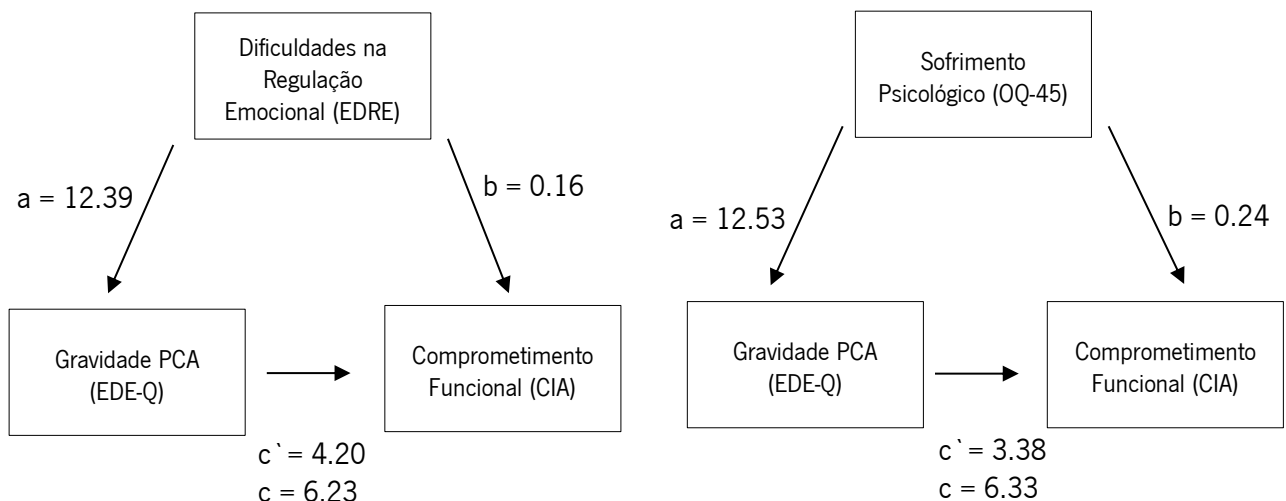 Dificuldades na
Regulação
Emocional (EDRE)
a = 12.39
b = 0.16
Gravidade PCA
(EDE-Q)
Comprometimento
Funcional (CIA)
c` = 4.20
c = 6.23
Sofrimento
Psicológico (OQ-45)
a = 12.53
b = 0.24
Gravidade PCA
(EDE-Q)
Comprometimento
Funcional (CIA)
c` = 3.38
c = 6.33